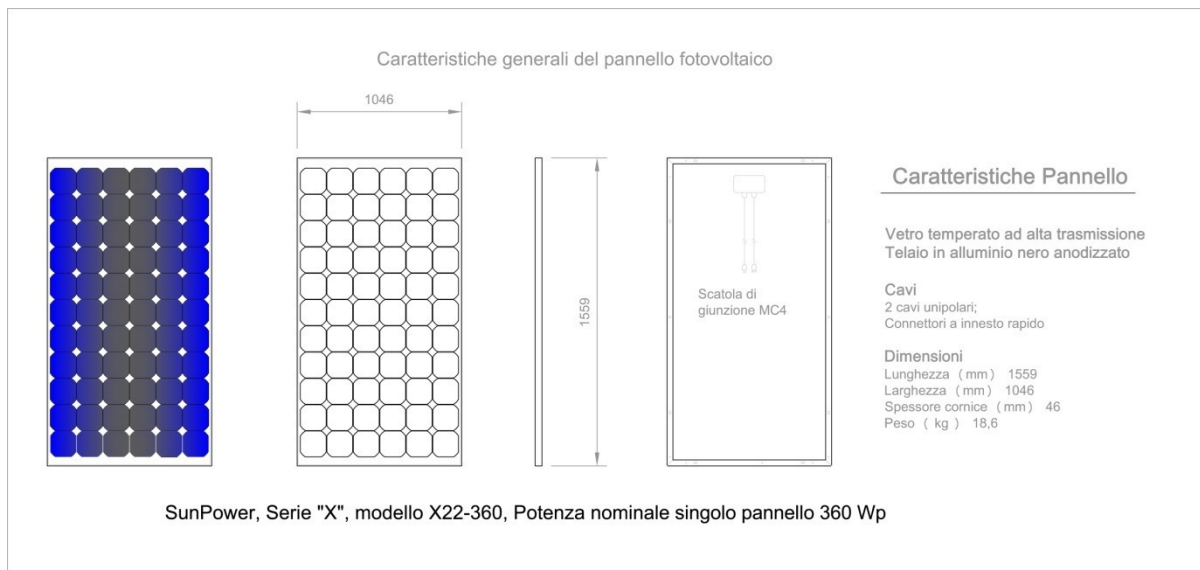 Caratteristiche generali del pannello fotovoltaico
1046
1559
Scatola di
giunzione MC4
Caratteristiche Pannello
Vetro temperato ad alta trasmissione
Telaio in alluminio nero anodizzato
Cavi
2 cavi unipolari;
Connettori a innesto rapido
Dimensioni
Lunghezza ( mm ) 1559
Larghezza ( mm ) 1046
Spessore cornice ( mm ) 46
Peso ( kg ) 18,6
SunPower, Serie "X", modello X22-360, Potenza nominale singolo pannello 360 Wp